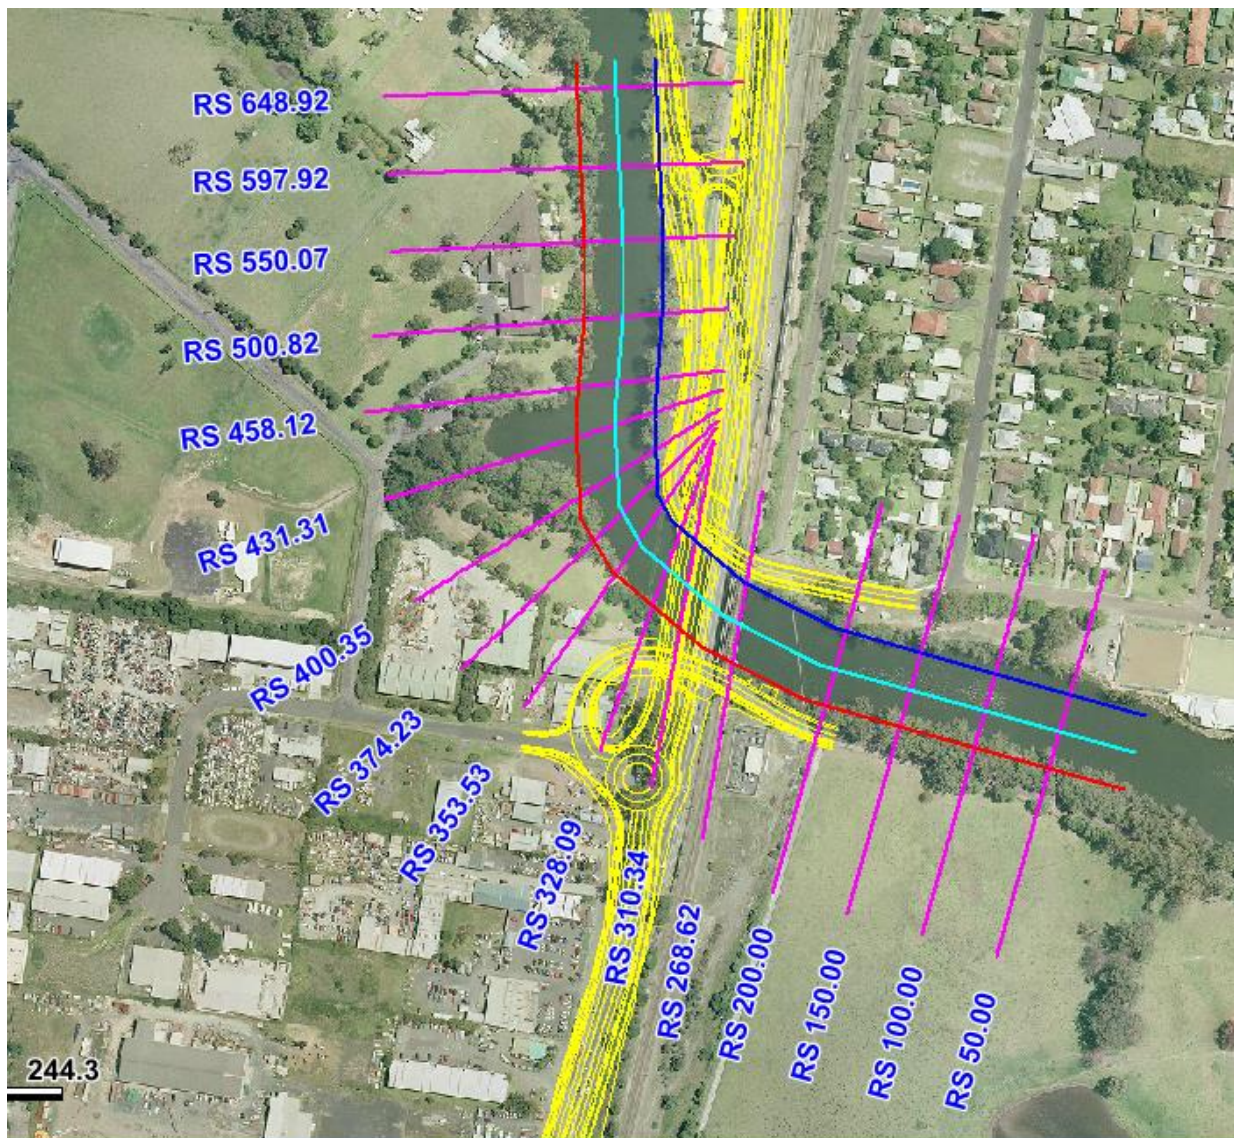 RS 648.92
RS 597.92
RS 550.07
RS 500.82
RS 458.12
RS 431.31
RS 400.35
RS 374.23
RS 353.53
RS 328.09
RS 310.34
RS 268.62
RS 200.00
RS 150.00
RS 100.00
RS 50.00
244.3